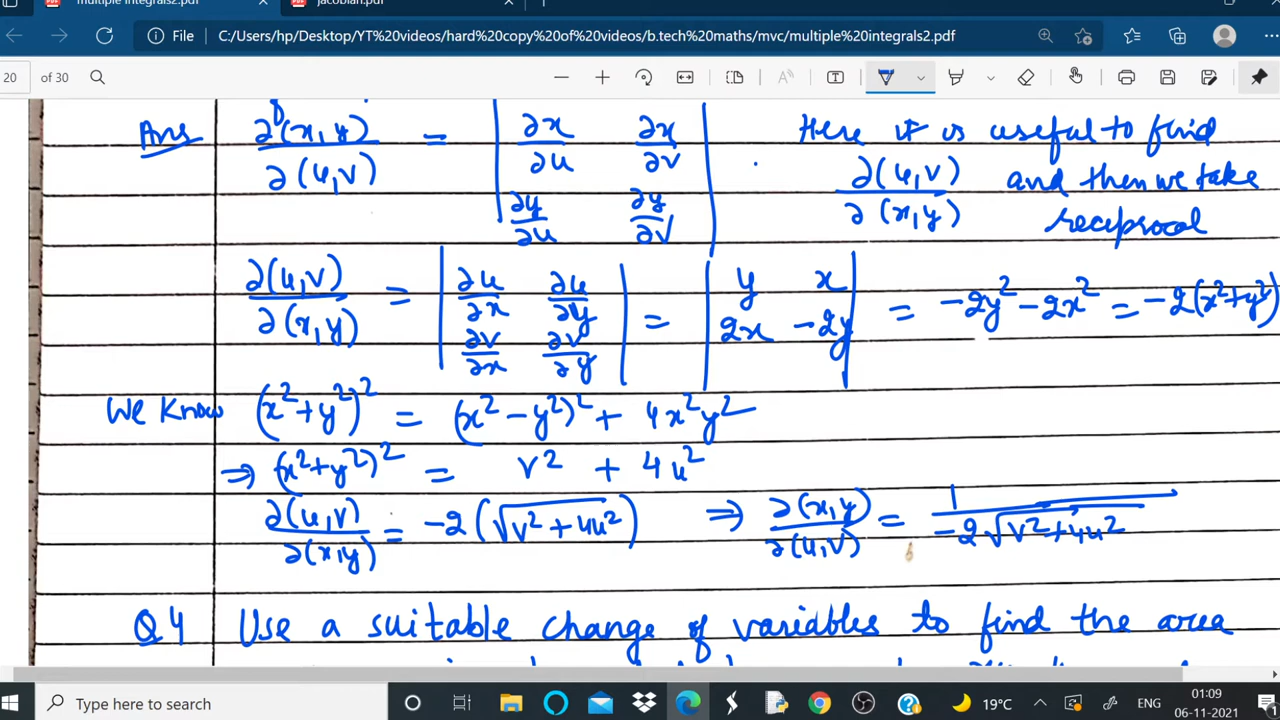 multiple integrals2.pdf jacobian.pdf
File C:/Users/hp/Desktop/YT%20videos/hard%20copy%20of%20videos/b.tech%20maths/mvc/multiple%20integrals2.pdf
20 of 30
Ans ∂(x,y)/∂(u,v) = | ∂x/∂u ∂x/∂v ; ∂y/∂u ∂y/∂v | Here it is useful to find ∂(u,v)/∂(x,y) and then we take reciprocal
∂(u,v)/∂(x,y) = | ∂u/∂x ∂u/∂y ; ∂v/∂x ∂v/∂y | = | y x ; 2x -2y | = -2y² -2x² = -2(x²+y²)
We Know (x²+y²)² = (x²-y²)² + 4x²y²
⇒ (x²+y²)² = v² + 4u²
∂(u,v)/∂(x,y) = -2(√v²+4u²) ⇒ ∂(x,y)/∂(u,v) = 1/-2√v²+4u²
Q4 Use a suitable change of variables to find the area
Type here to search
19°C ENG 01:09
06-11-2021